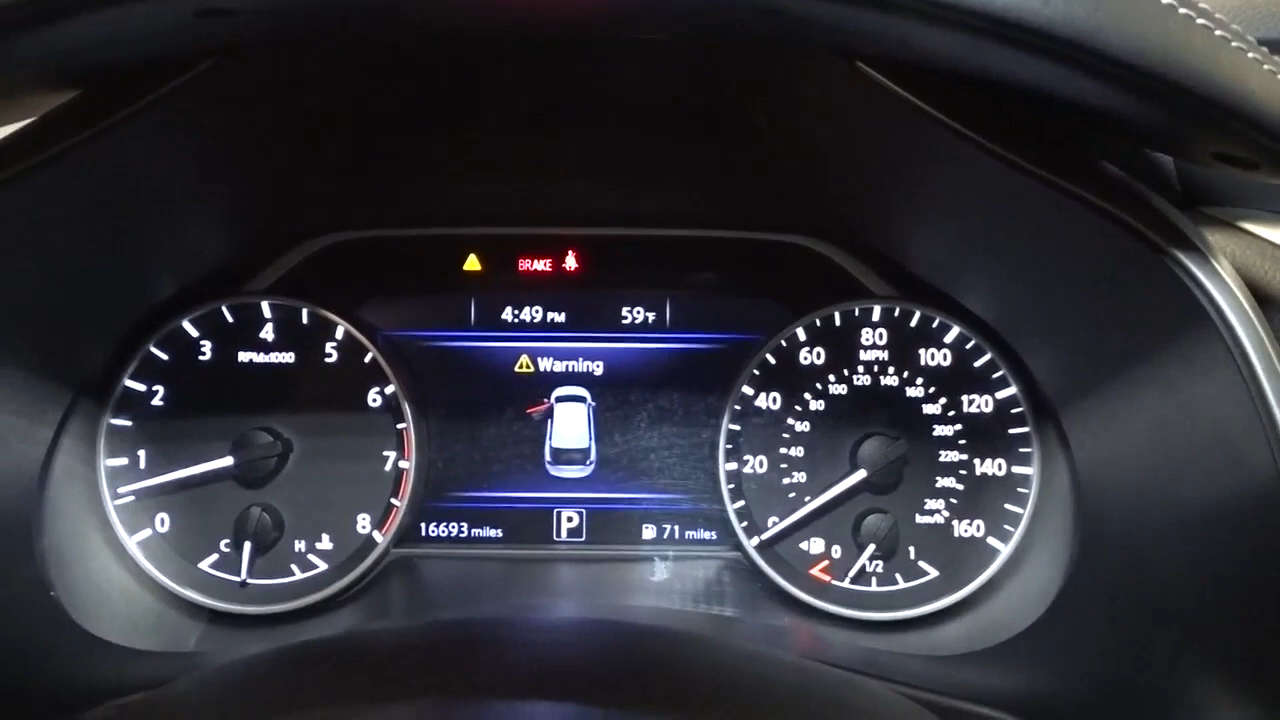 BRAKE
4:49 PM 59°F
Warning
16693 miles P 71 miles
0 1 2 3 4 5 6 7 8
RPMx1000
C H
0 20 40 60 80 100 120 140 160
MPH
20 40 60 80 100 120 140 160 180 200 220 240 260
km/h
0 1/2 1